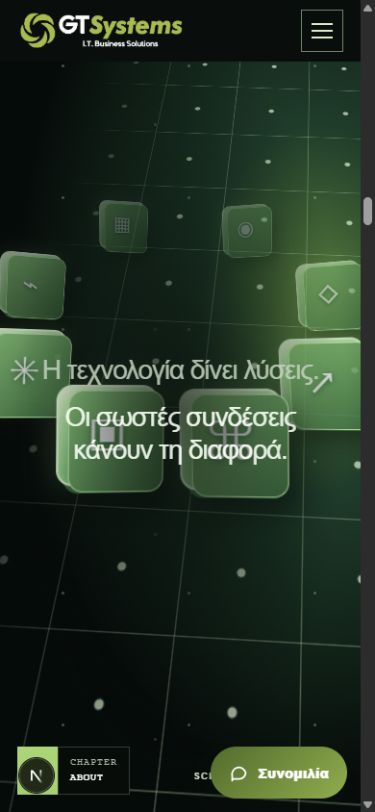 GTSystems
I.T. Business Solutions
Η τεχνολογία δίνει λύσεις.
Οι σωστές συνδέσεις
κάνουν τη διαφορά.
CHAPTER
N
ABOUT
Συνομιλία